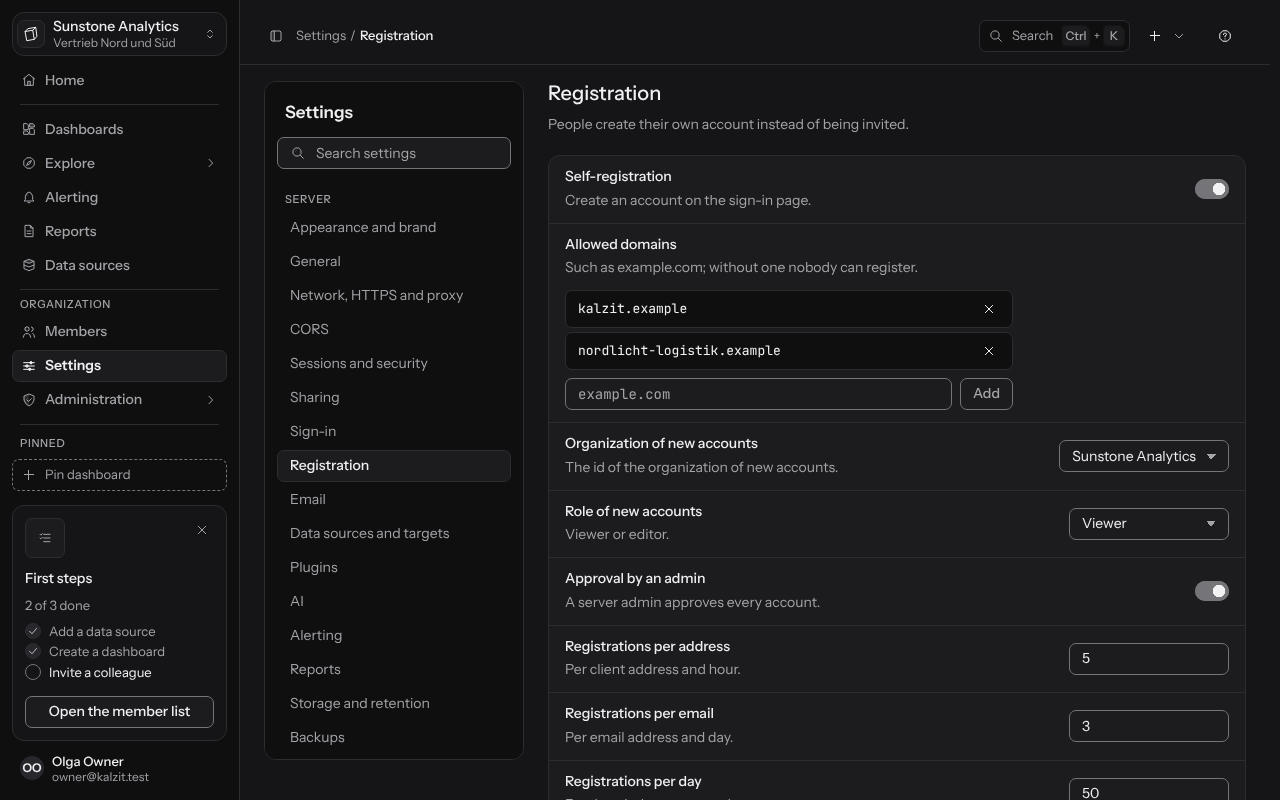 Sunstone Analytics
Vertrieb Nord und Süd
Home
Dashboards
Explore
Alerting
Reports
Data sources
ORGANIZATION
Members
Settings
Administration
PINNED
Pin dashboard
First steps
2 of 3 done
Add a data source
Create a dashboard
Invite a colleague
Open the member list
OO
Olga Owner
owner@kalzit.test
Settings / Registration
Search Ctrl + K
Settings
Search settings
SERVER
Appearance and brand
General
Network, HTTPS and proxy
CORS
Sessions and security
Sharing
Sign-in
Registration
Email
Data sources and targets
Plugins
AI
Alerting
Reports
Storage and retention
Backups
Registration
People create their own account instead of being invited.
Self-registration
Create an account on the sign-in page.
Allowed domains
Such as example.com; without one nobody can register.
kalzit.example
nordlicht-logistik.example
example.com
Add
Organization of new accounts
The id of the organization of new accounts.
Sunstone Analytics
Role of new accounts
Viewer or editor.
Viewer
Approval by an admin
A server admin approves every account.
Registrations per address
Per client address and hour.
5
Registrations per email
Per email address and day.
3
Registrations per day
50